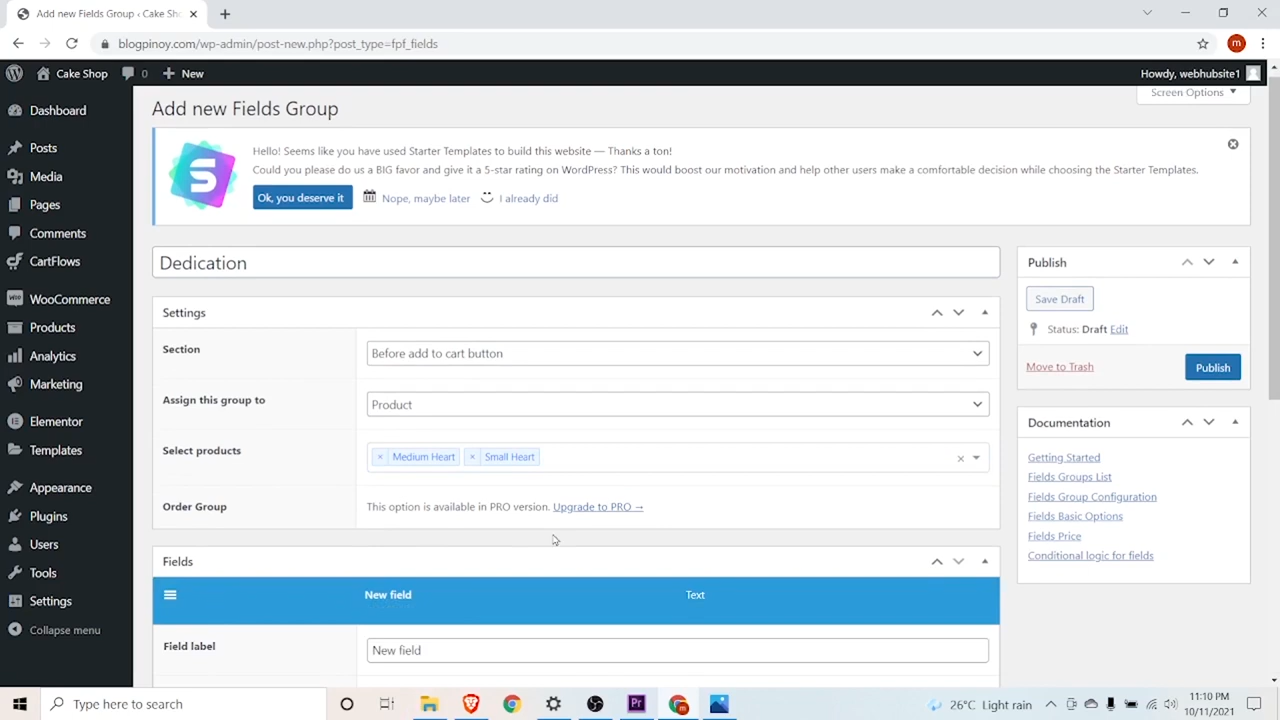 Add new Fields Group ‹ Cake Sho
blogpinoy.com/wp-admin/post-new.php?post_type=fpf_fields
m
Cake Shop
0
New
Howdy, webhubsite1
Dashboard
Posts
Media
Pages
Comments
CartFlows
WooCommerce
Products
Analytics
Marketing
Elementor
Templates
Appearance
Plugins
Users
Tools
Settings
Collapse menu
Screen Options
Add new Fields Group
Hello! Seems like you have used Starter Templates to build this website — Thanks a ton!
Could you please do us a BIG favor and give it a 5-star rating on WordPress? This would boost our motivation and help other users make a comfortable decision while choosing the Starter Templates.
Ok, you deserve it
Nope, maybe later
I already did
Dedication
Settings
Section
Before add to cart button
Assign this group to
Product
Select products
× Medium Heart × Small Heart
×
Order Group
This option is available in PRO version. Upgrade to PRO →
Fields
New field
Text
Field label
New field
Publish
Save Draft
Status: Draft Edit
Move to Trash
Publish
Documentation
Getting Started
Fields Groups List
Fields Group Configuration
Fields Basic Options
Fields Price
Conditional logic for fields
Type here to search
Pr
m
26°C Light rain
11:10 PM
10/11/2021